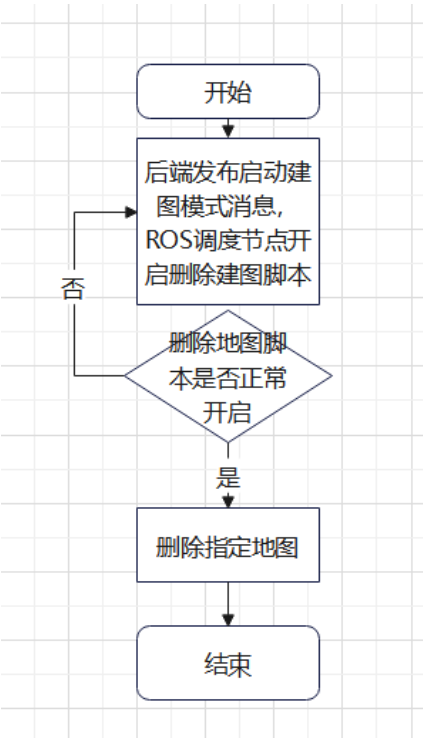 开始
后端发布启动建
图模式消息，
ROS调度节点开
启删除建图脚本
否
删除地图脚
本是否正常
开启
是
删除指定地图
结束